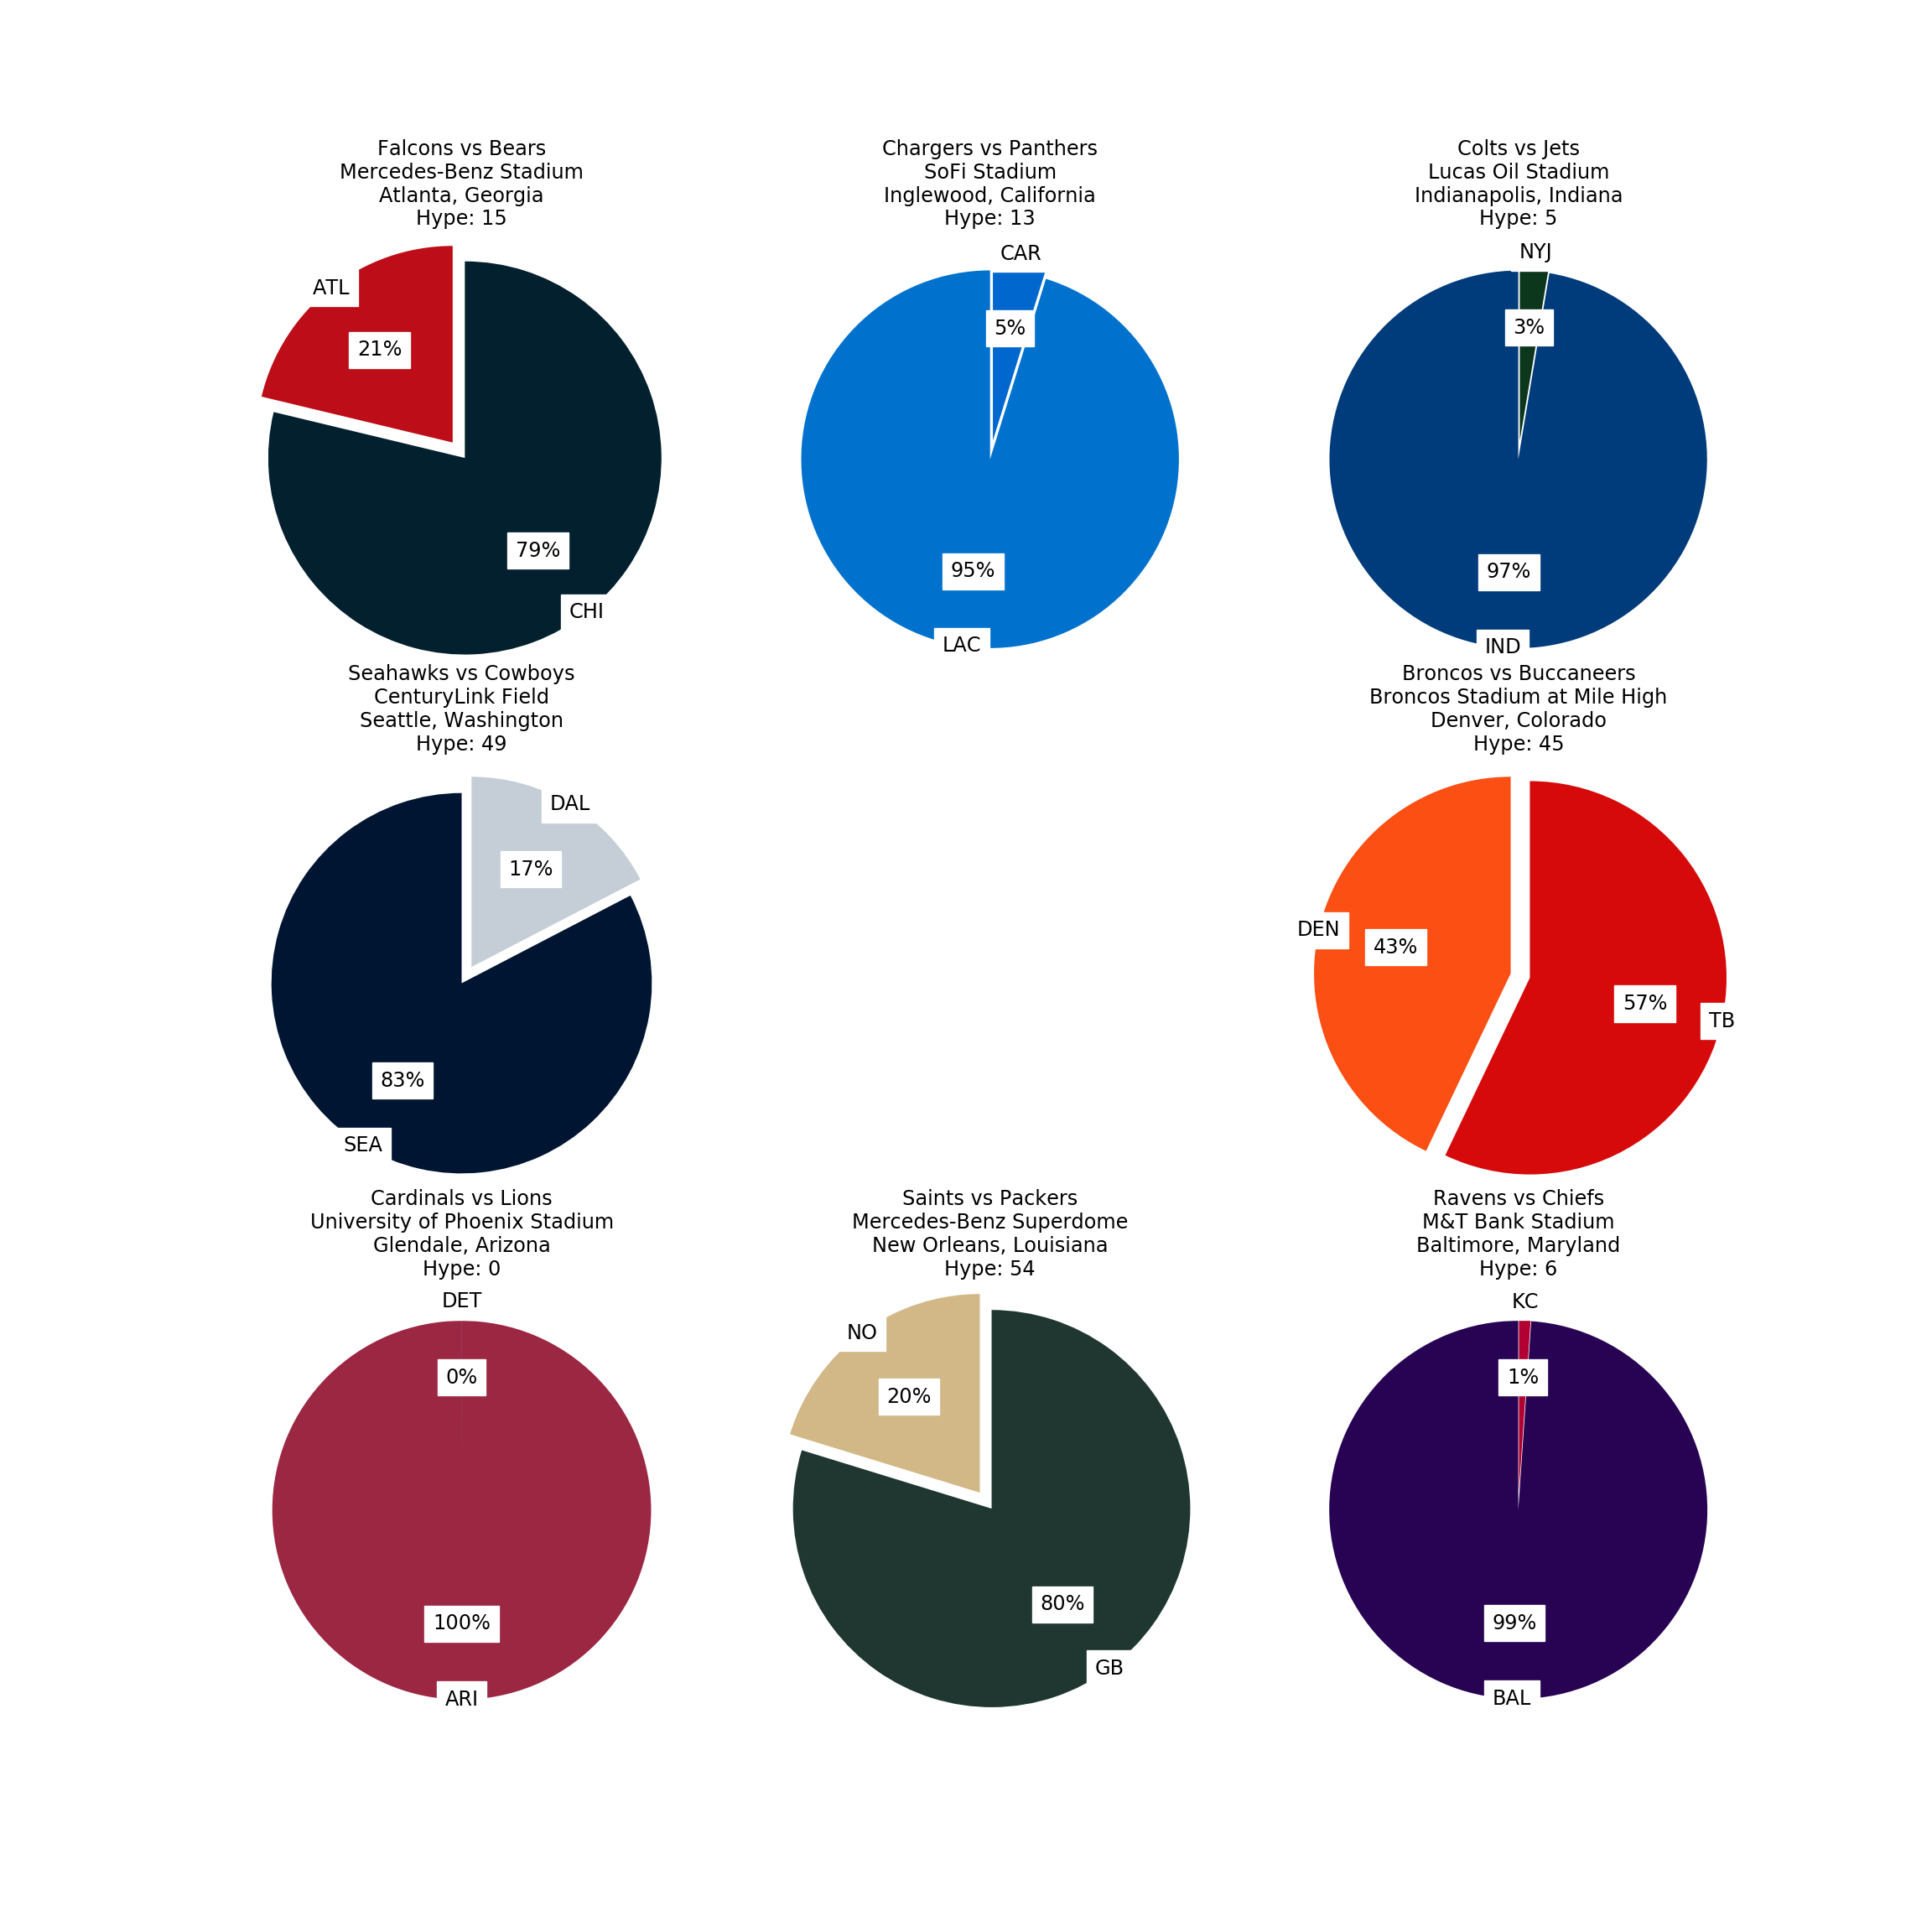 Falcons vs Bears
Mercedes-Benz Stadium
Atlanta, Georgia
Hype: 15
ATL
21%
79%
CHI
Chargers vs Panthers
SoFi Stadium
Inglewood, California
Hype: 13
CAR
5%
95%
LAC
Colts vs Jets
Lucas Oil Stadium
Indianapolis, Indiana
Hype: 5
NYJ
3%
97%
IND
Seahawks vs Cowboys
CenturyLink Field
Seattle, Washington
Hype: 49
DAL
17%
83%
SEA
Broncos vs Buccaneers
Broncos Stadium at Mile High
Denver, Colorado
Hype: 45
DEN
43%
57%
TB
Cardinals vs Lions
University of Phoenix Stadium
Glendale, Arizona
Hype: 0
DET
0%
100%
ARI
Saints vs Packers
Mercedes-Benz Superdome
New Orleans, Louisiana
Hype: 54
NO
20%
80%
GB
Ravens vs Chiefs
M&T Bank Stadium
Baltimore, Maryland
Hype: 6
KC
1%
99%
BAL